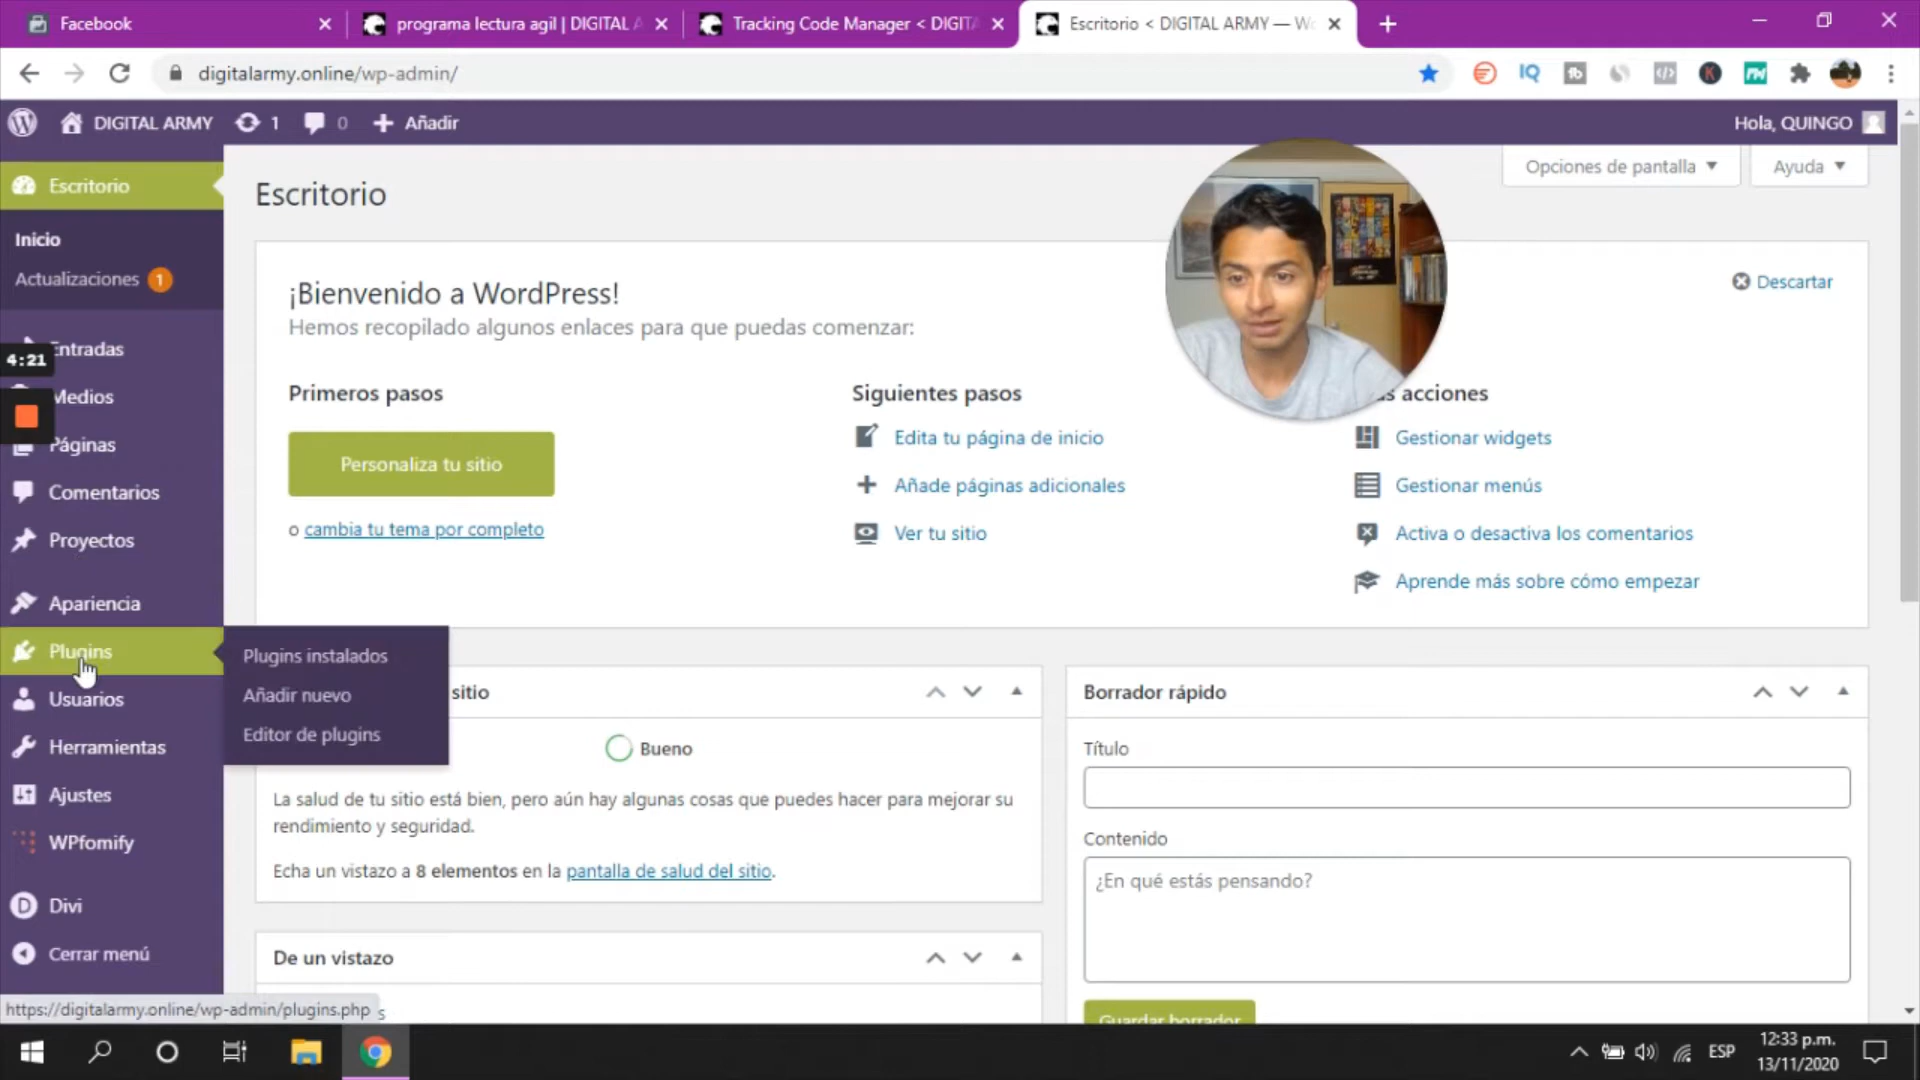 Facebook
programa lectura agil | DIGITAL A
Tracking Code Manager < DIGITA
Escritorio < DIGITAL ARMY — Wo
digitalarmy.online/wp-admin/
DIGITAL ARMY
1
0
Añadir
Hola, QUINGO
Escritorio
Inicio
Actualizaciones 1
Entradas
4:21
Medios
Páginas
Comentarios
Proyectos
Apariencia
Plugins
Usuarios
Herramientas
Ajustes
WPfomify
Divi
Cerrar menú
Plugins instalados
Añadir nuevo
Editor de plugins
Opciones de pantalla
Ayuda
Escritorio
¡Bienvenido a WordPress!
Hemos recopilado algunos enlaces para que puedas comenzar:
Descartar
Primeros pasos
Personaliza tu sitio
o cambia tu tema por completo
Siguientes pasos
Edita tu página de inicio
Añade páginas adicionales
Ver tu sitio
acciones
Gestionar widgets
Gestionar menús
Activa o desactiva los comentarios
Aprende más sobre cómo empezar
sitio
Bueno
La salud de tu sitio está bien, pero aún hay algunas cosas que puedes hacer para mejorar su
rendimiento y seguridad.
Echa un vistazo a 8 elementos en la pantalla de salud del sitio.
De un vistazo
Borrador rápido
Título
Contenido
¿En qué estás pensando?
Guardar borrador
https://digitalarmy.online/wp-admin/plugins.php
ESP
12:33 p.m.
13/11/2020